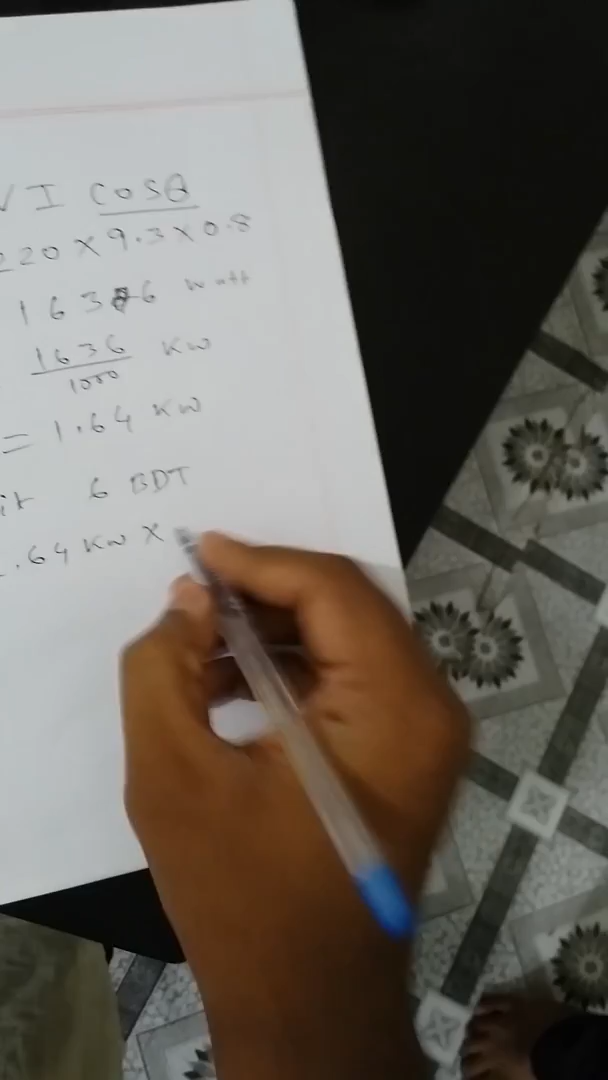 VI COSθ
220 × 9.3 × 0.8
1636 watt
1636
1000
KW
= 1.64 KW
6 BDT
1.64 KW ×